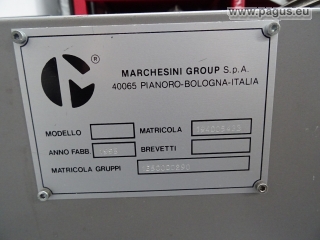 www.pagus.eu
®
MARCHESINI GROUP S.p.A.
40065 PIANORO-BOLOGNA-ITALIA
MODELLO MATRICOLA
ANNO FABB. BREVETTI
MATRICOLA GRUPPI